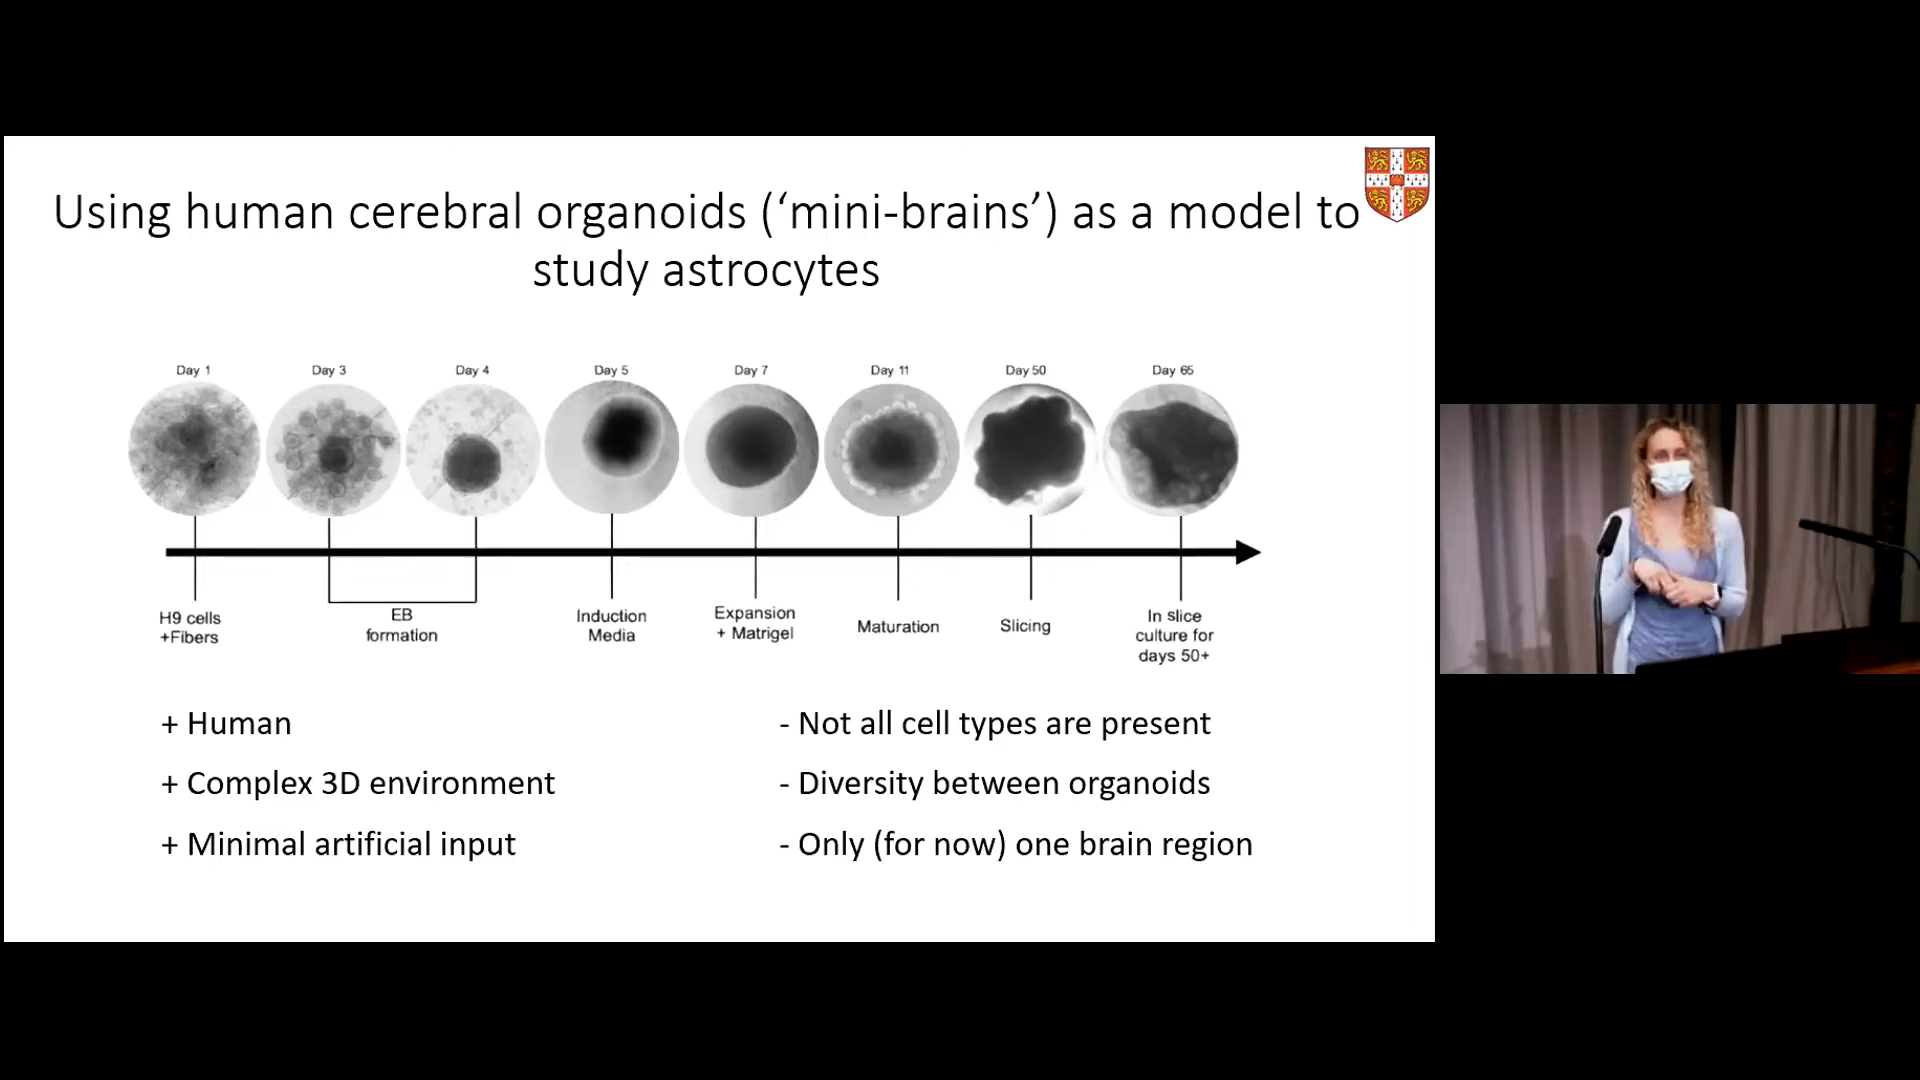 Using human cerebral organoids (‘mini-brains’) as a model to
study astrocytes
Day 1
Day 3
Day 4
Day 5
Day 7
Day 11
Day 50
Day 65
H9 cells
+Fibers
EB
formation
Induction
Media
Expansion
+ Matrigel
Maturation
Slicing
In slice
culture for
days 50+
+ Human
+ Complex 3D environment
+ Minimal artificial input
- Not all cell types are present
- Diversity between organoids
- Only (for now) one brain region